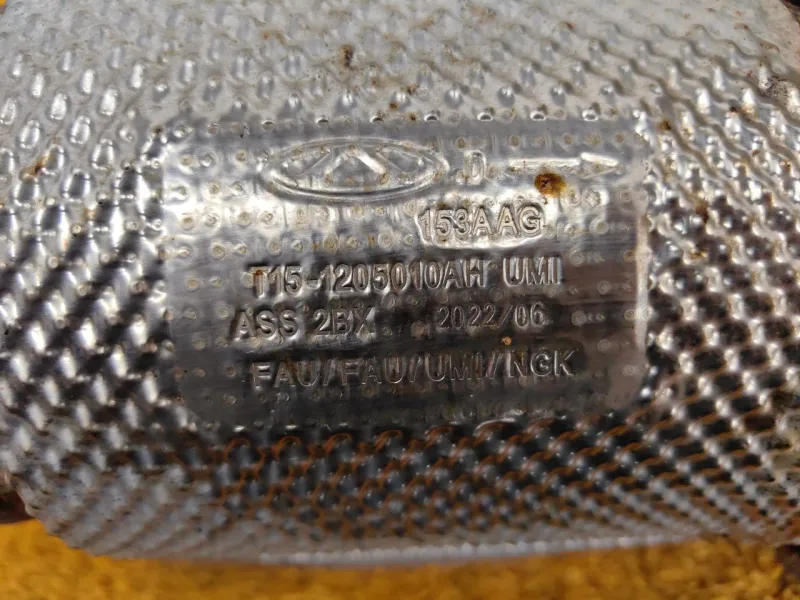 D
153AAG
T15-1205010AH UMI
ASS 2BX 2022/06
FAU/FAU/UMI/NGK